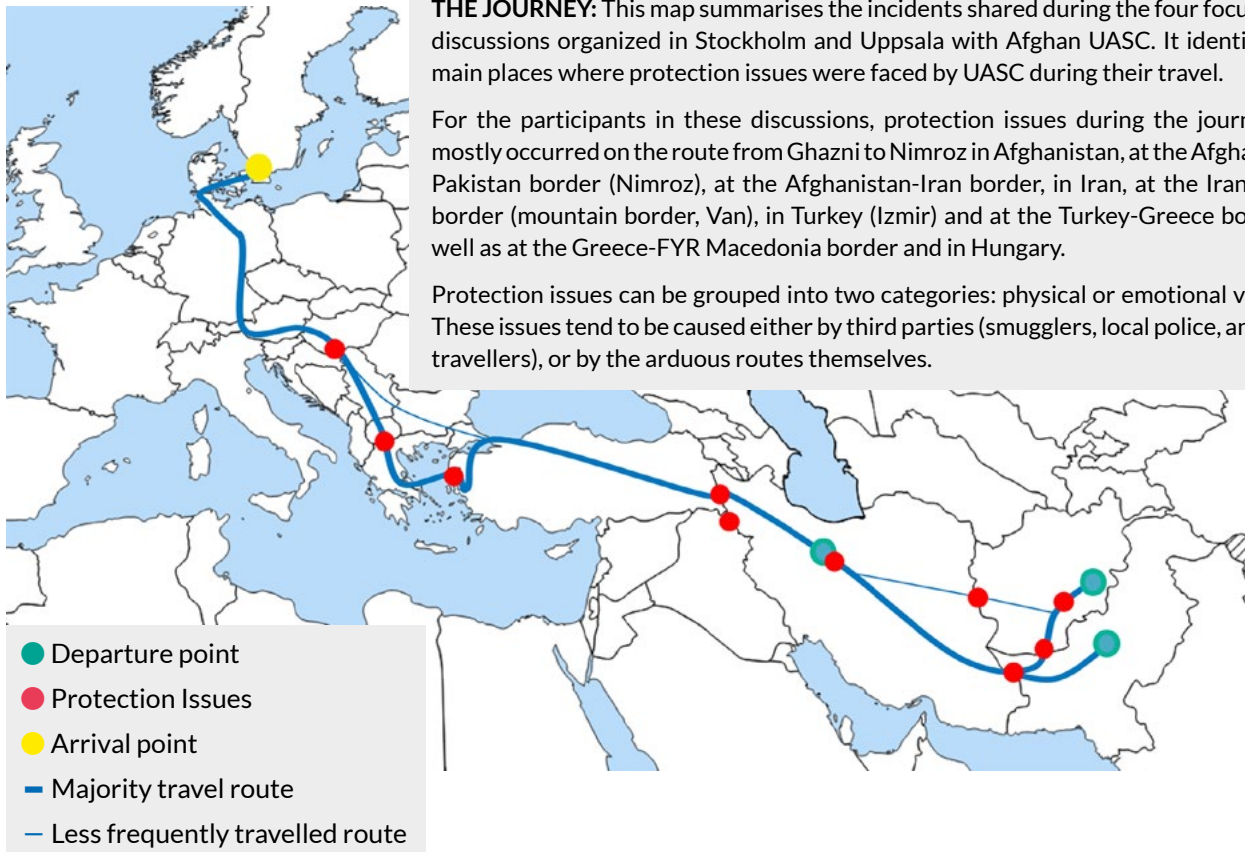 THE JOURNEY: This map summarises the incidents shared during the four focu
discussions organized in Stockholm and Uppsala with Afghan UASC. It identi
main places where protection issues were faced by UASC during their travel.
For the participants in these discussions, protection issues during the journ
mostly occurred on the route from Ghazni to Nimroz in Afghanistan, at the Afgha
Pakistan border (Nimroz), at the Afghanistan-Iran border, in Iran, at the Iran
border (mountain border, Van), in Turkey (Izmir) and at the Turkey-Greece bo
well as at the Greece-FYR Macedonia border and in Hungary.
Protection issues can be grouped into two categories: physical or emotional v
These issues tend to be caused either by third parties (smugglers, local police, a
travellers), or by the arduous routes themselves.
Departure point
Protection Issues
Arrival point
Majority travel route
Less frequently travelled route